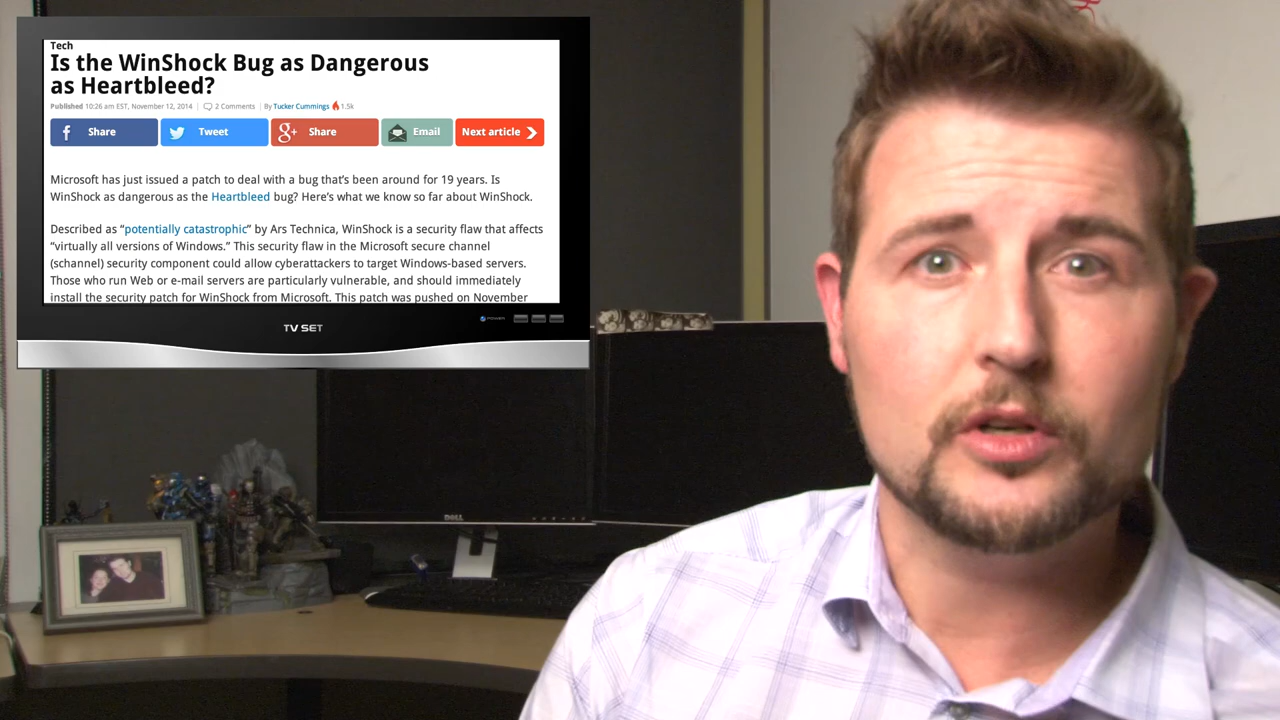 Tech
Is the WinShock Bug as Dangerous
as Heartbleed?
Published 10:26 am EST, November 12, 2014 | 2 Comments | By Tucker Cummings 1.5k
Share Tweet Share Email Next article
Microsoft has just issued a patch to deal with a bug that's been around for 19 years. Is
WinShock as dangerous as the Heartbleed bug? Here's what we know so far about WinShock.
Described as “potentially catastrophic” by Ars Technica, WinShock is a security flaw that affects
“virtually all versions of Windows.” This security flaw in the Microsoft secure channel
(schannel) security component could allow cyberattackers to target Windows-based servers.
Those who run Web or e-mail servers are particularly vulnerable, and should immediately
install the security patch for WinShock from Microsoft. This patch was pushed on November
POWER
TV SET
DELL